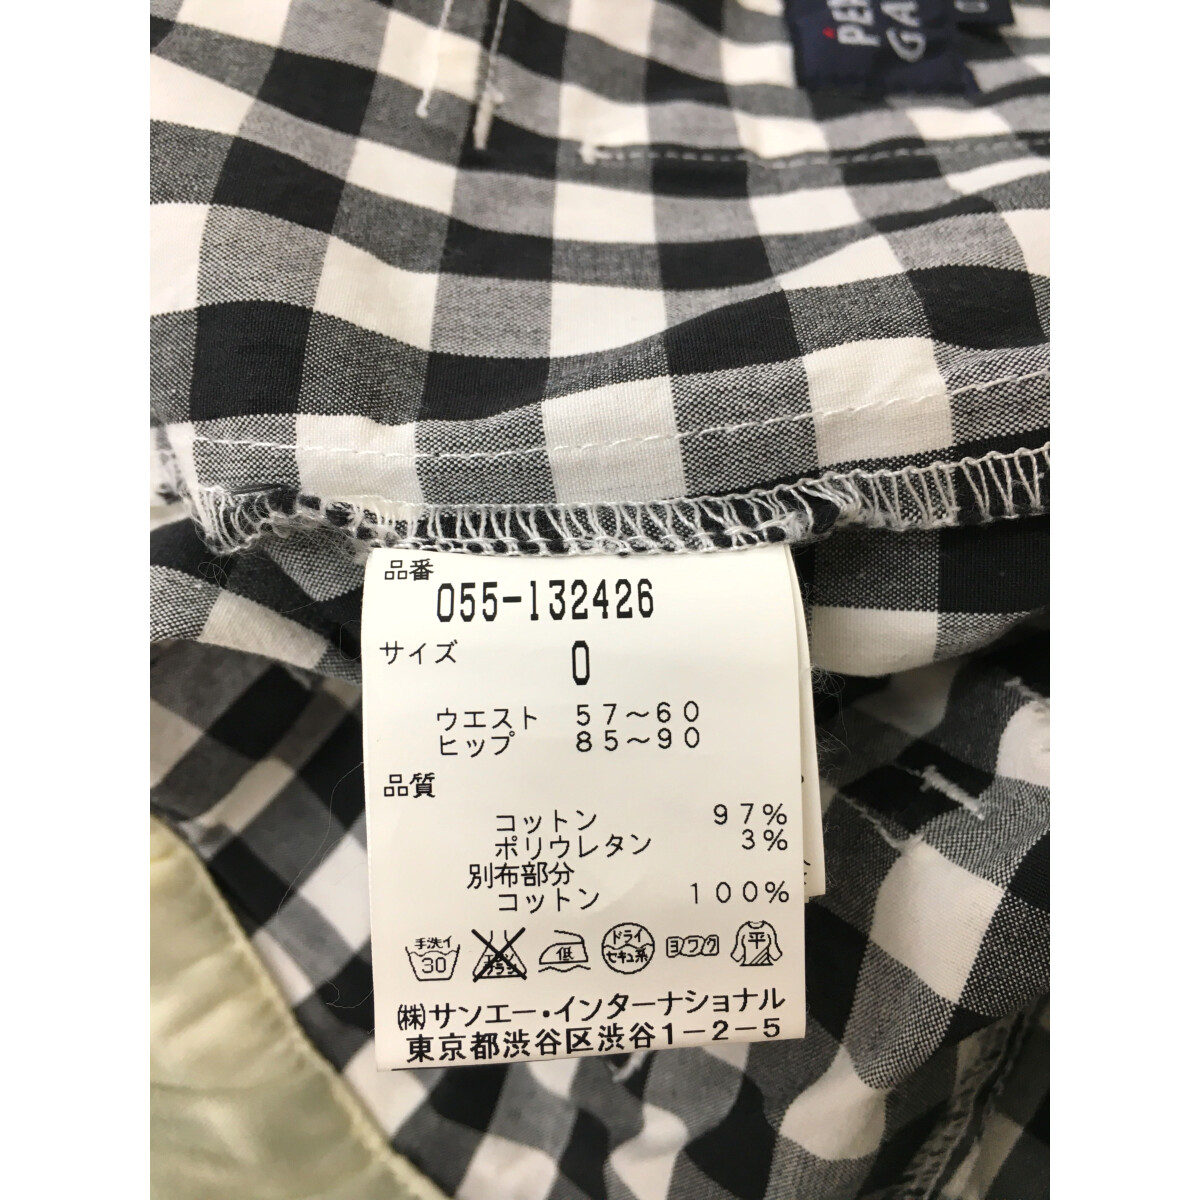 品番
055-132426
サイズ 0
ウエスト 57～60
ヒップ 85～90
品質
コットン 97%
ポリウレタン 3%
別布部分
コットン 100%
手洗イ 30
エンソ
低
ドライ
セキユ系
ヨワク
平
㈱サンエー・インターナショナル
東京都渋谷区渋谷1-2-5